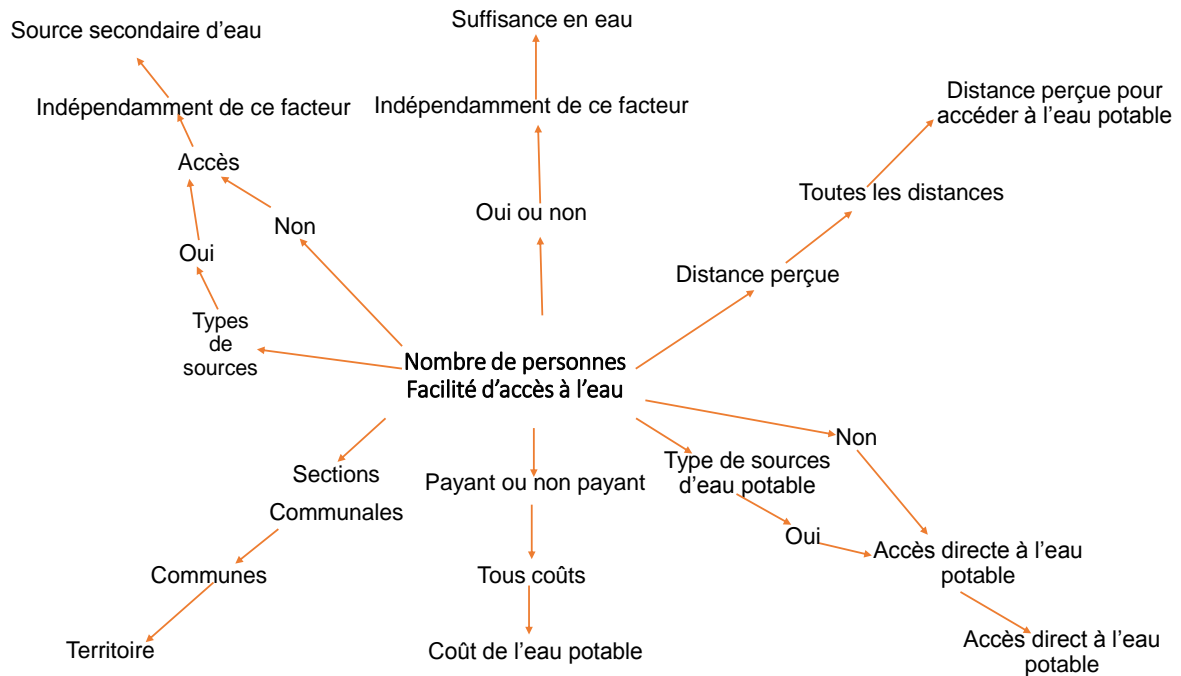 Source secondaire d'eau
Suffisance en eau
Indépendamment de ce facteur
Indépendamment de ce facteur
Distance perçue pour
accéder à l'eau potable
Accès
Toutes les distances
Non
Oui ou non
Oui
Distance perçue
Types
de
sources
Nombre de personnes
Facilité d'accès à l'eau
Non
Sections
Communales
Payant ou non payant
Type de sources
d'eau potable
Oui
Accès directe à l'eau
potable
Communes
Tous coûts
Territoire
Coût de l'eau potable
Accès direct à l'eau
potable